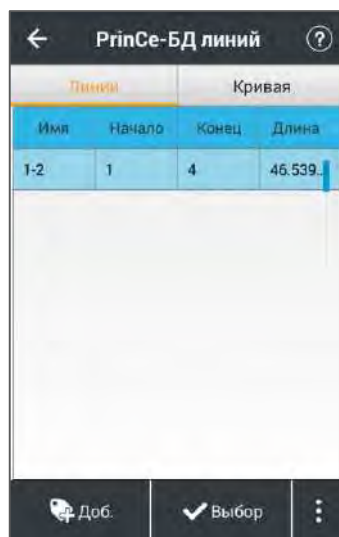 PrinCe-БД линий ?
Линии Кривая
Имя Начало Конец Длина
1-2 1 4 46.539..
Доб. Выбор